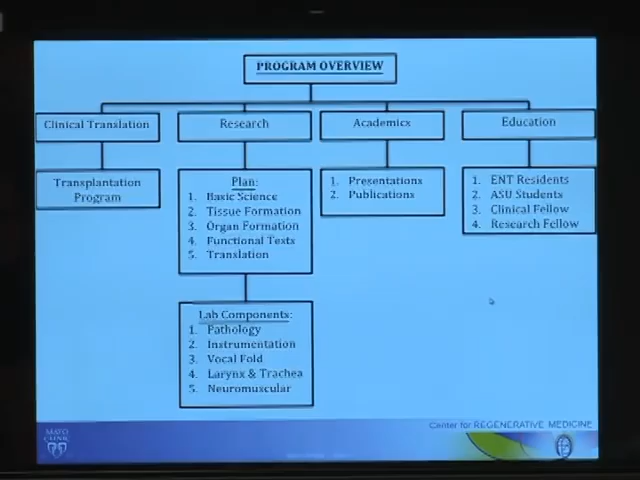 PROGRAM OVERVIEW
Clinical Translation
Research
Academics
Education
Transplantation
Program
Plan:
1. Basic Science
2. Tissue Formation
3. Organ Formation
4. Functional Tests
5. Translation
1. Presentations
2. Publications
1. ENT Residents
2. ASU Students
3. Clinical Fellow
4. Research Fellow
Lab Components:
1. Pathology
2. Instrumentation
3. Vocal Fold
4. Larynx & Trachea
5. Neuromuscular
MAYO
CLINIC
Center for REGENERATIVE MEDICINE